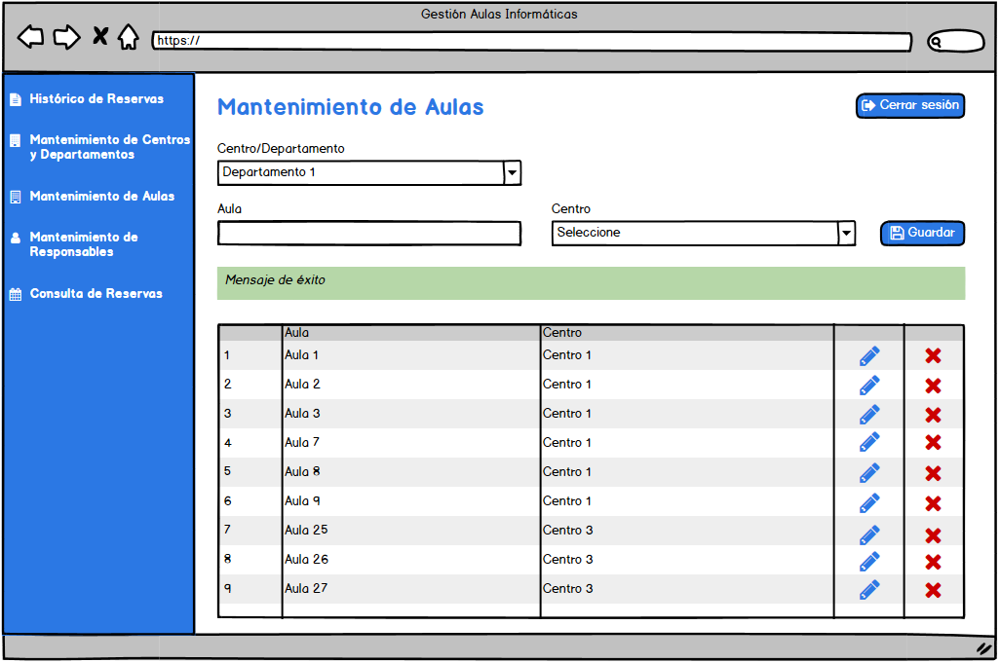 Gestión Aulas Informáticas
https://
Histórico de Reservas
Mantenimiento de Centros
y Departamentos
Mantenimiento de Aulas
Mantenimiento de
Responsables
Consulta de Reservas
Mantenimiento de Aulas
Cerrar sesión
Centro/Departamento
Departamento 1
Aula Centro
Seleccione Guardar
Mensaje de éxito
Aula Centro
1 Aula 1 Centro 1
2 Aula 2 Centro 1
3 Aula 3 Centro 1
4 Aula 7 Centro 1
5 Aula 8 Centro 1
6 Aula 9 Centro 1
7 Aula 25 Centro 3
8 Aula 26 Centro 3
9 Aula 27 Centro 3